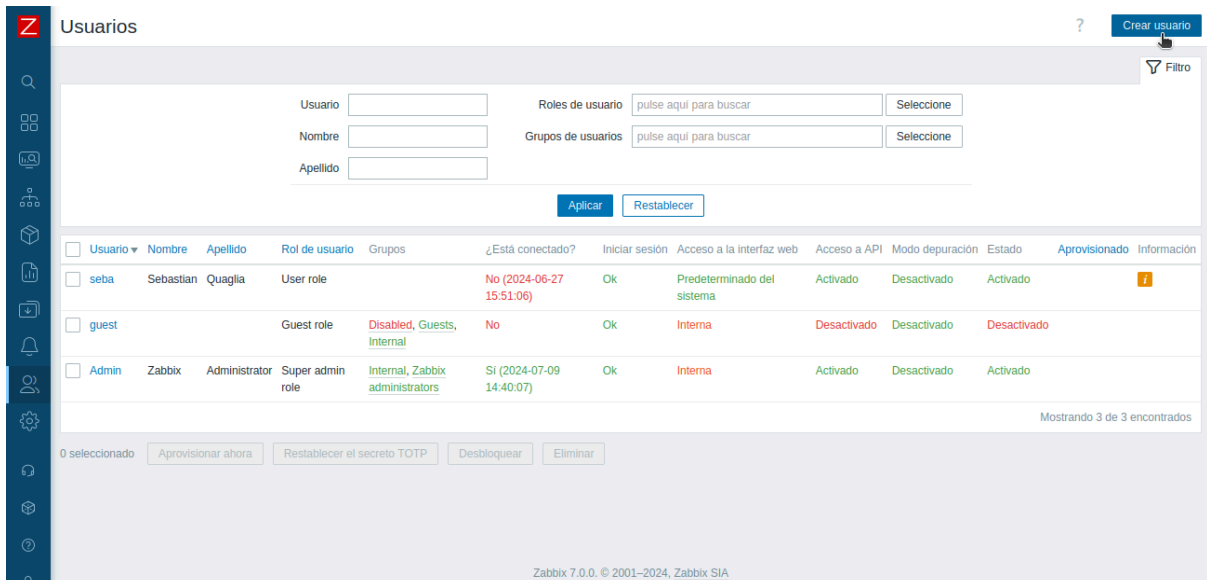 Z
Usuarios
?
Crear usuario
Filtro
Usuario
Roles de usuario
pulse aquí para buscar
Seleccione
Nombre
Grupos de usuarios
pulse aquí para buscar
Seleccione
Apellido
Aplicar
Restablecer
Usuario Nombre Apellido Rol de usuario Grupos ¿Está conectado? Iniciar sesión Acceso a la interfaz web Acceso a API Modo depuración Estado Aprovisionado Información
seba Sebastian Quaglia User role No (2024-06-27 Ok Predeterminado del Activado Desactivado Activado i
15:51:06) sistema
guest Guest role Disabled, Guests, No Ok Interna Desactivado Desactivado Desactivado
Internal
Admin Zabbix Administrator Super admin Internal, Zabbix Sí (2024-07-09 Ok Interna Activado Desactivado Activado
role administrators 14:40:07)
Mostrando 3 de 3 encontrados
0 seleccionado Aprovisionar ahora Restablecer el secreto TOTP Desbloquear Eliminar
Zabbix 7.0.0. © 2001–2024, Zabbix SIA